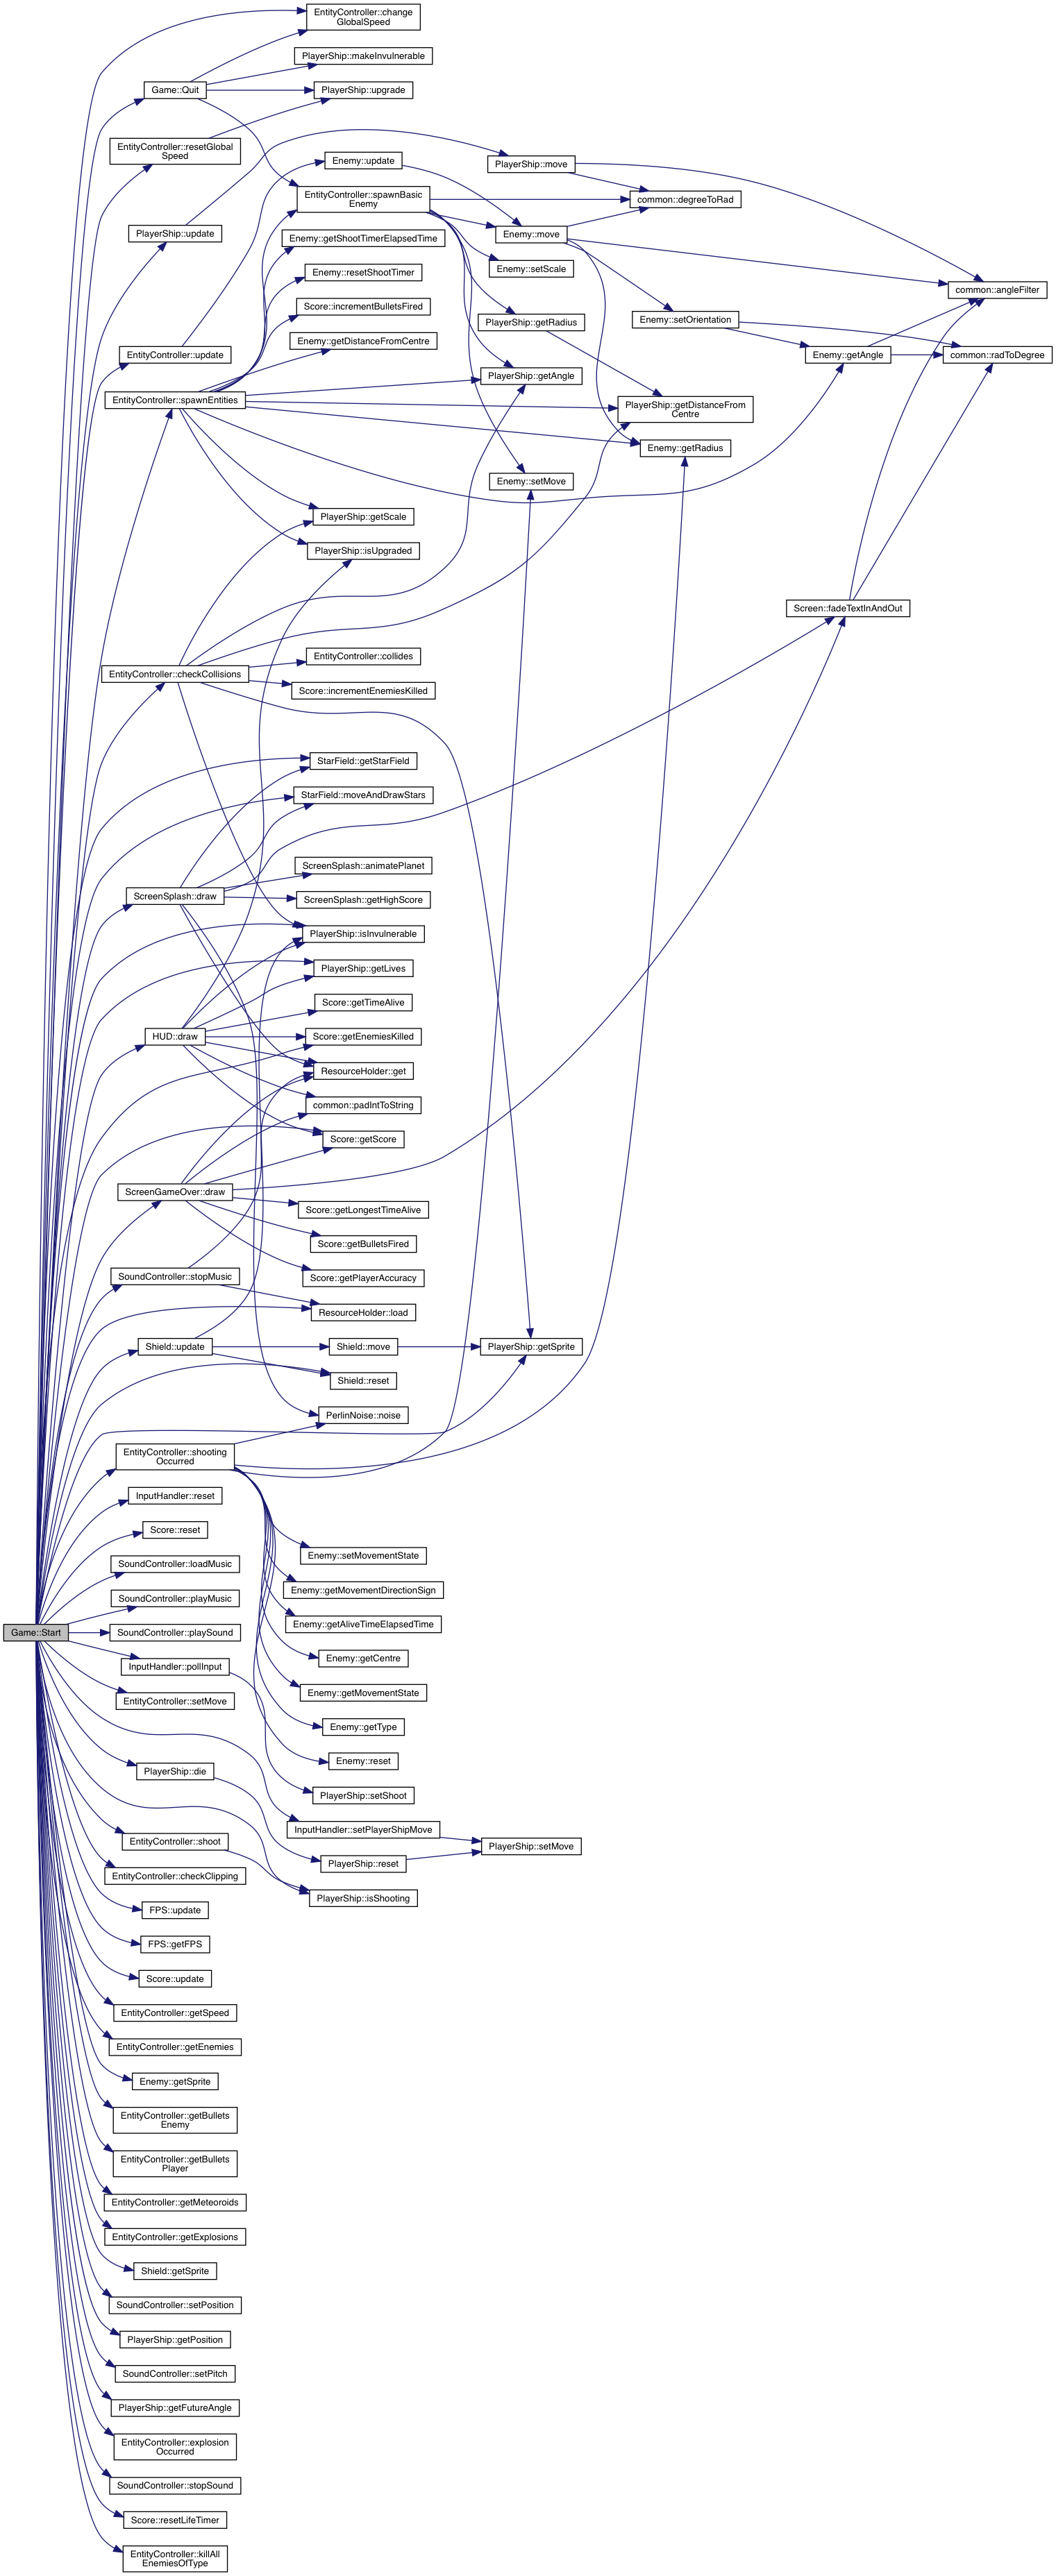 EntityController::change
GlobalSpeed
PlayerShip::makeInvulnerable
Game::Quit
PlayerShip::upgrade
EntityController::resetGlobal
Speed
Enemy::update
PlayerShip::move
EntityController::spawnBasic
Enemy
common::degreeToRad
PlayerShip::update
Enemy::getShootTimerElapsedTime
Enemy::move
Enemy::resetShootTimer
Enemy::setScale
common::angleFilter
Score::incrementBulletsFired
PlayerShip::getRadius
Enemy::setOrientation
Enemy::getDistanceFromCentre
EntityController::update
Enemy::getAngle
common::radToDegree
PlayerShip::getAngle
EntityController::spawnEntities
PlayerShip::getDistanceFrom
Centre
Enemy::getRadius
Enemy::setMove
PlayerShip::getScale
PlayerShip::isUpgraded
Screen::fadeTextInAndOut
EntityController::collides
EntityController::checkCollisions
Score::incrementEnemiesKilled
StarField::getStarField
StarField::moveAndDrawStars
ScreenSplash::animatePlanet
ScreenSplash::draw
ScreenSplash::getHighScore
PlayerShip::isInvulnerable
PlayerShip::getLives
Score::getTimeAlive
HUD::draw
Score::getEnemiesKilled
ResourceHolder::get
common::padIntToString
Score::getScore
ScreenGameOver::draw
Score::getLongestTimeAlive
Score::getBulletsFired
SoundController::stopMusic
Score::getPlayerAccuracy
ResourceHolder::load
Shield::update
Shield::move
PlayerShip::getSprite
Shield::reset
PerlinNoise::noise
EntityController::shooting
Occurred
InputHandler::reset
Score::reset
Enemy::setMovementState
SoundController::loadMusic
Enemy::getMovementDirectionSign
SoundController::playMusic
Enemy::getAliveTimeElapsedTime
Game::Start
SoundController::playSound
Enemy::getCentre
InputHandler::pollInput
Enemy::getMovementState
EntityController::setMove
Enemy::getType
Enemy::reset
PlayerShip::die
PlayerShip::setShoot
InputHandler::setPlayerShipMove
EntityController::shoot
PlayerShip::setMove
PlayerShip::reset
EntityController::checkClipping
PlayerShip::isShooting
FPS::update
FPS::getFPS
Score::update
EntityController::getSpeed
EntityController::getEnemies
Enemy::getSprite
EntityController::getBullets
Enemy
EntityController::getBullets
Player
EntityController::getMeteoroids
EntityController::getExplosions
Shield::getSprite
SoundController::setPosition
PlayerShip::getPosition
SoundController::setPitch
PlayerShip::getFutureAngle
EntityController::explosion
Occurred
SoundController::stopSound
Score::resetLifeTimer
EntityController::killAll
EnemiesOfType